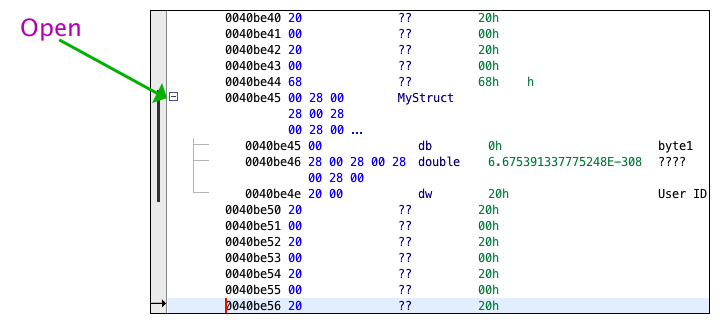 Open
0040be40 20 ?? 20h
0040be41 00 ?? 00h
0040be42 20 ?? 20h
0040be43 00 ?? 00h
0040be44 68 ?? 68h h
0040be45 00 28 00 MyStruct
28 00 28
00 28 00 ...
0040be45 00 db 0h byte1
0040be46 28 00 28 00 28 double 6.675391337775248E-308 ????
00 28 00
0040be4e 20 00 dw 20h User ID
0040be50 20 ?? 20h
0040be51 00 ?? 00h
0040be52 20 ?? 20h
0040be53 00 ?? 00h
0040be54 20 ?? 20h
0040be55 00 ?? 00h
0040be56 20 ?? 20h